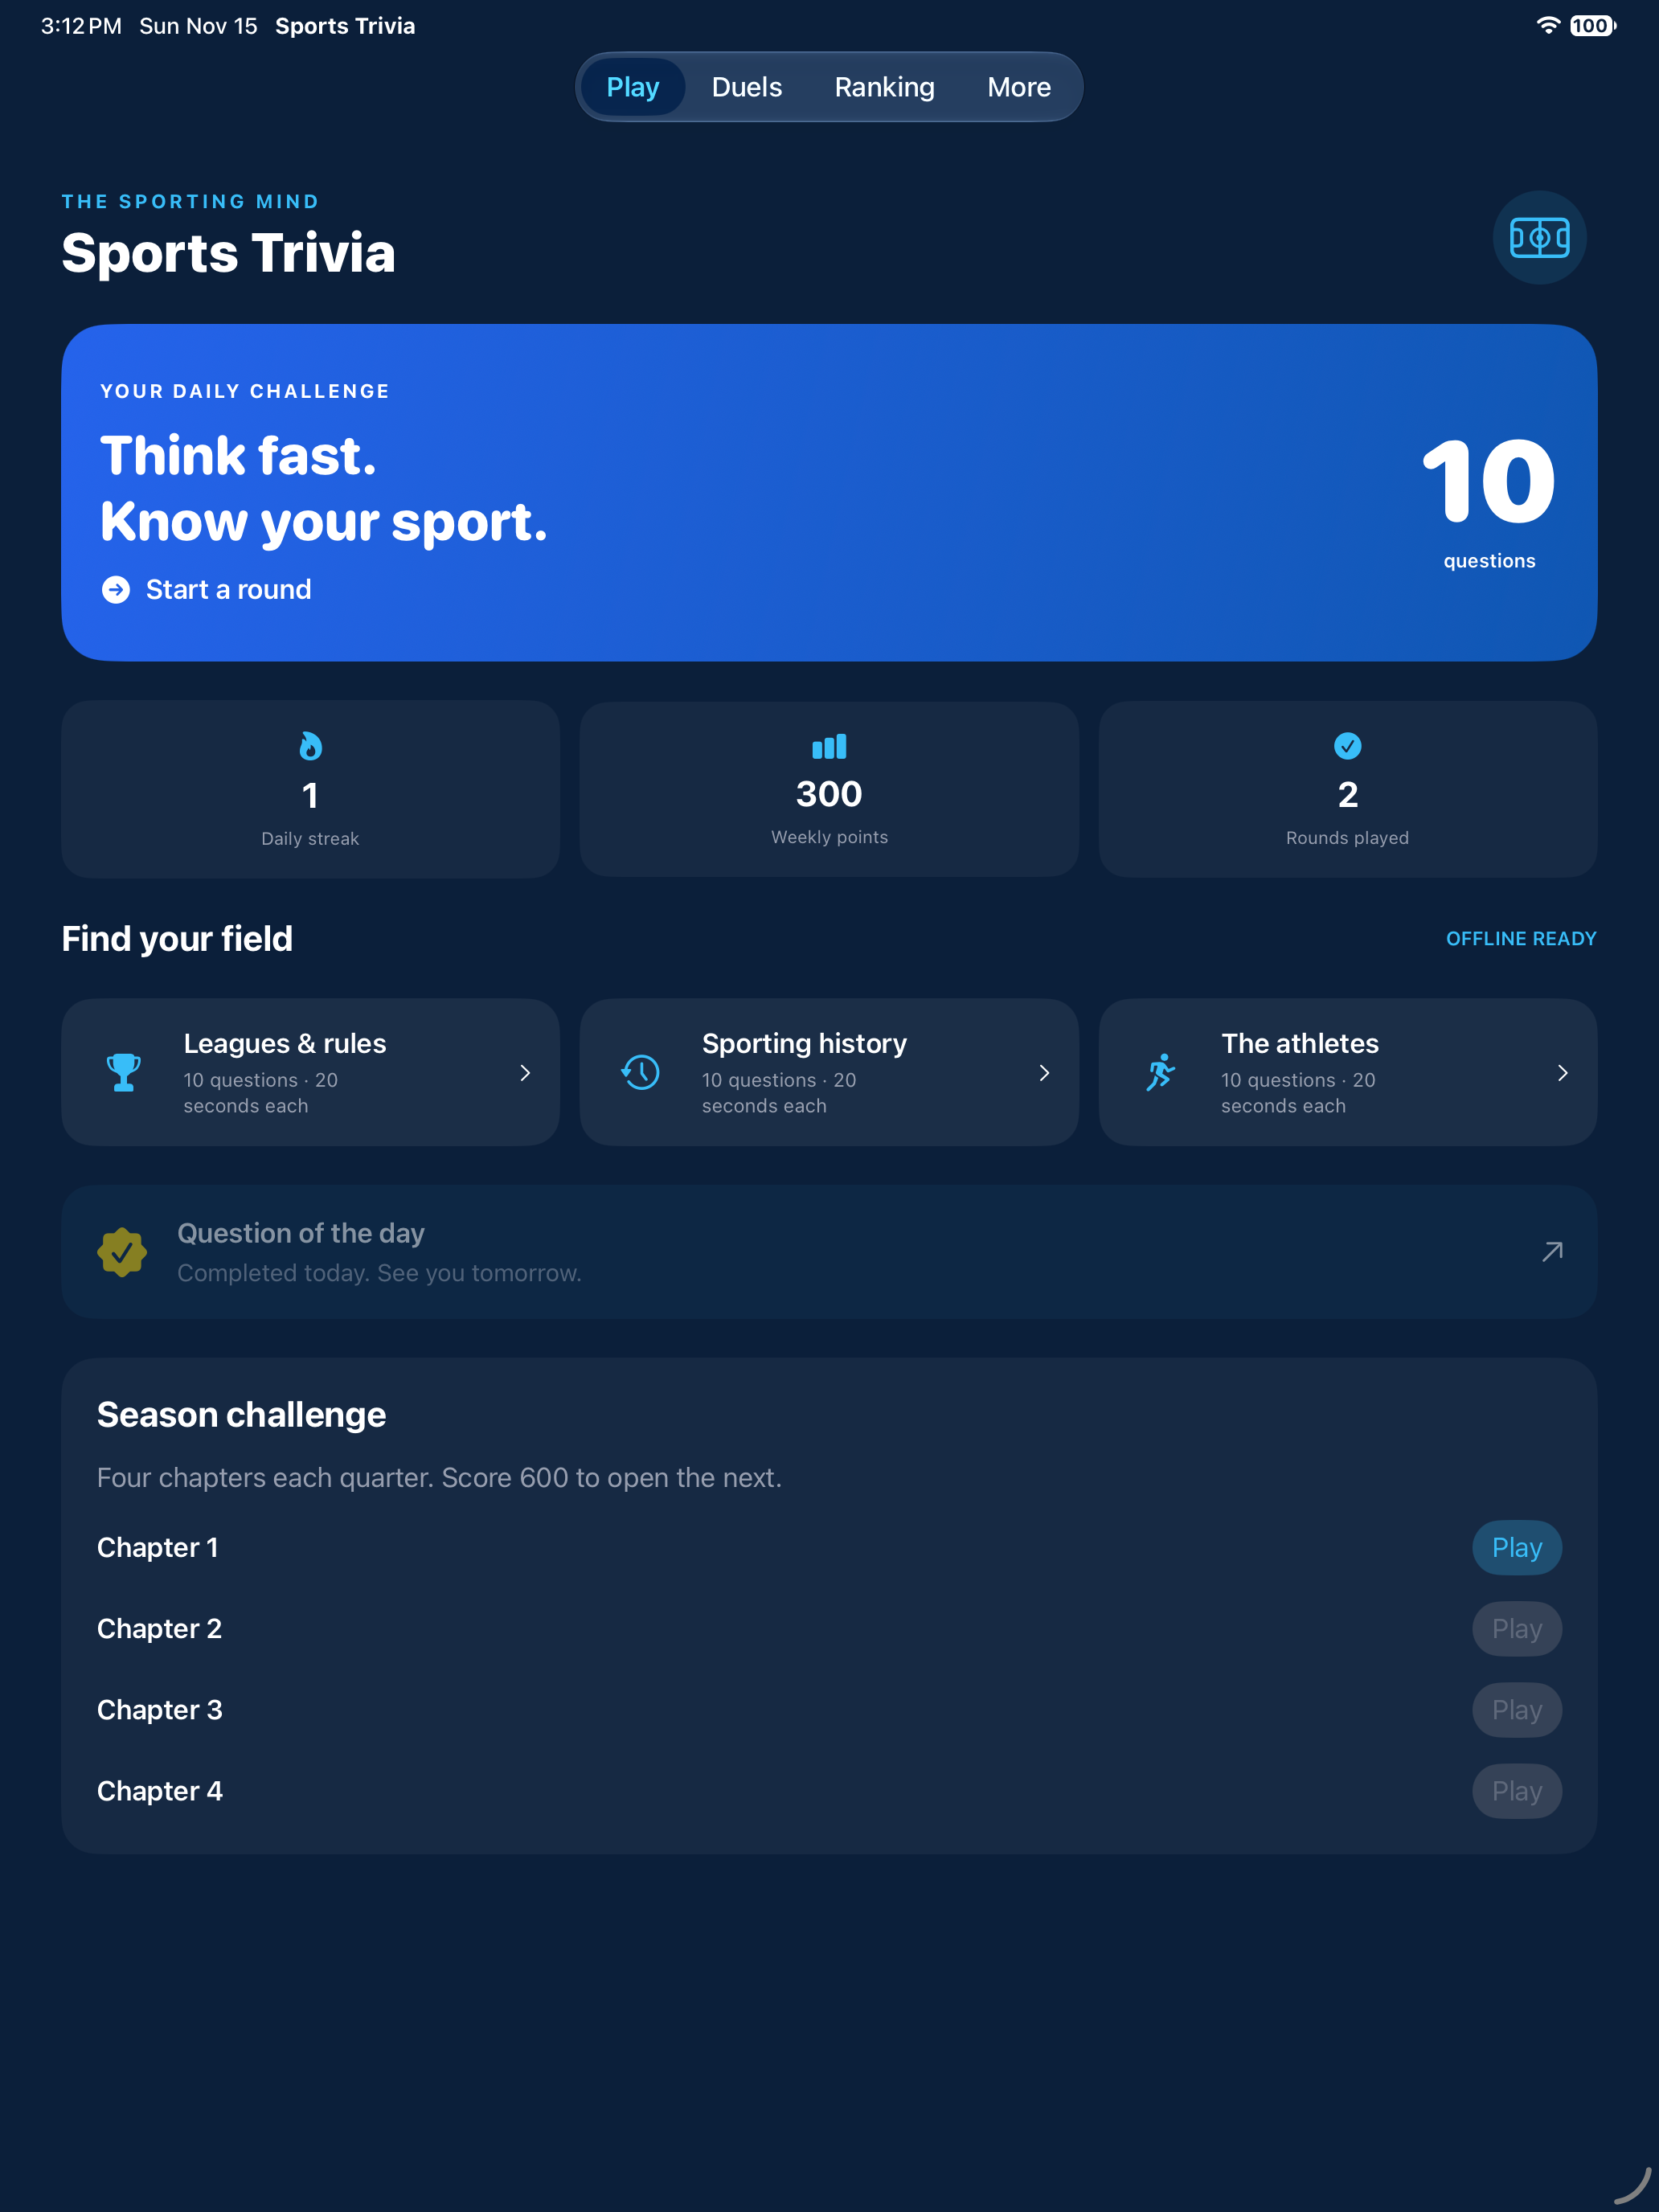 3:12 PM Sun Nov 15 Sports Trivia 100
Play Duels Ranking More
THE SPORTING MIND
Sports Trivia
YOUR DAILY CHALLENGE
Think fast.
Know your sport.
Start a round
10
questions
1
Daily streak
300
Weekly points
2
Rounds played
Find your field
OFFLINE READY
Leagues & rules
10 questions · 20
seconds each
Sporting history
10 questions · 20
seconds each
The athletes
10 questions · 20
seconds each
Question of the day
Completed today. See you tomorrow.
Season challenge
Four chapters each quarter. Score 600 to open the next.
Chapter 1 Play
Chapter 2 Play
Chapter 3 Play
Chapter 4 Play